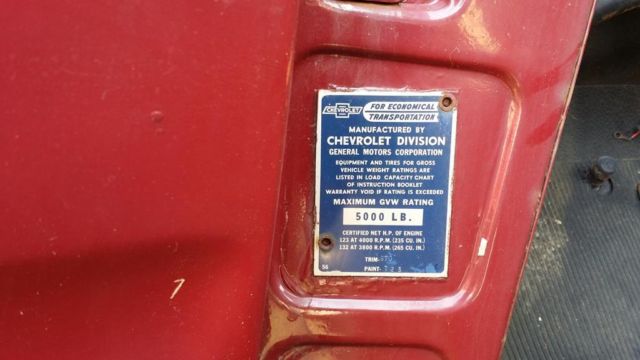 CHEVROLET
FOR ECONOMICAL
TRANSPORTATION
MANUFACTURED BY
CHEVROLET DIVISION
GENERAL MOTORS CORPORATION
EQUIPMENT AND TIRES FOR GROSS
VEHICLE WEIGHT RATINGS ARE
LISTED IN LOAD CAPACITY CHART
OF INSTRUCTION BOOKLET
WARRANTY VOID IF RATING IS EXCEEDED
MAXIMUM GVW RATING
5000 LB.
CERTIFIED NET H.P. OF ENGINE
123 AT 4000 R.P.M. (235 CU. IN.)
132 AT 3800 R.P.M. (265 CU. IN.)
TRIM-
56 PAINT-